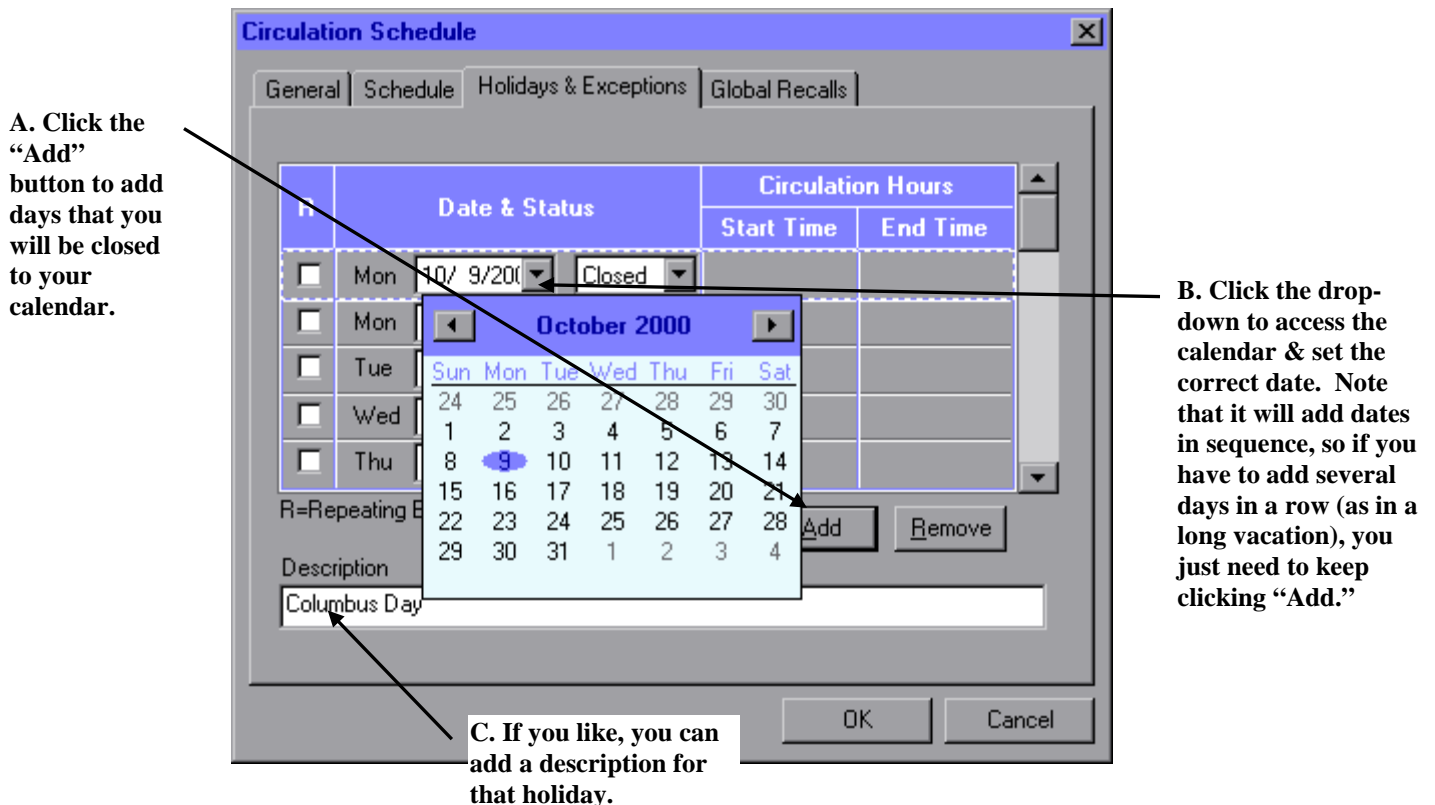 Circulation Schedule
General Schedule Holidays & Exceptions Global Recalls
A. Click the
“Add”
button to add
days that you
will be closed
to your
calendar.
R Date & Status Circulation Hours
Start Time End Time
Mon 10/ 9/200 Closed
Mon
Tue
Wed
Thu
October 2000
Sun Mon Tue Wed Thu Fri Sat
24 25 26 27 28 29 30
1 2 3 4 5 6 7
8 9 10 11 12 13 14
15 16 17 18 19 20 21
22 23 24 25 26 27 28
29 30 31 1 2 3 4
R=Repeating E
Add Remove
Description
Columbus Day
OK Cancel
B. Click the drop-
down to access the
calendar & set the
correct date. Note
that it will add dates
in sequence, so if you
have to add several
days in a row (as in a
long vacation), you
just need to keep
clicking “Add.”
C. If you like, you can
add a description for
that holiday.